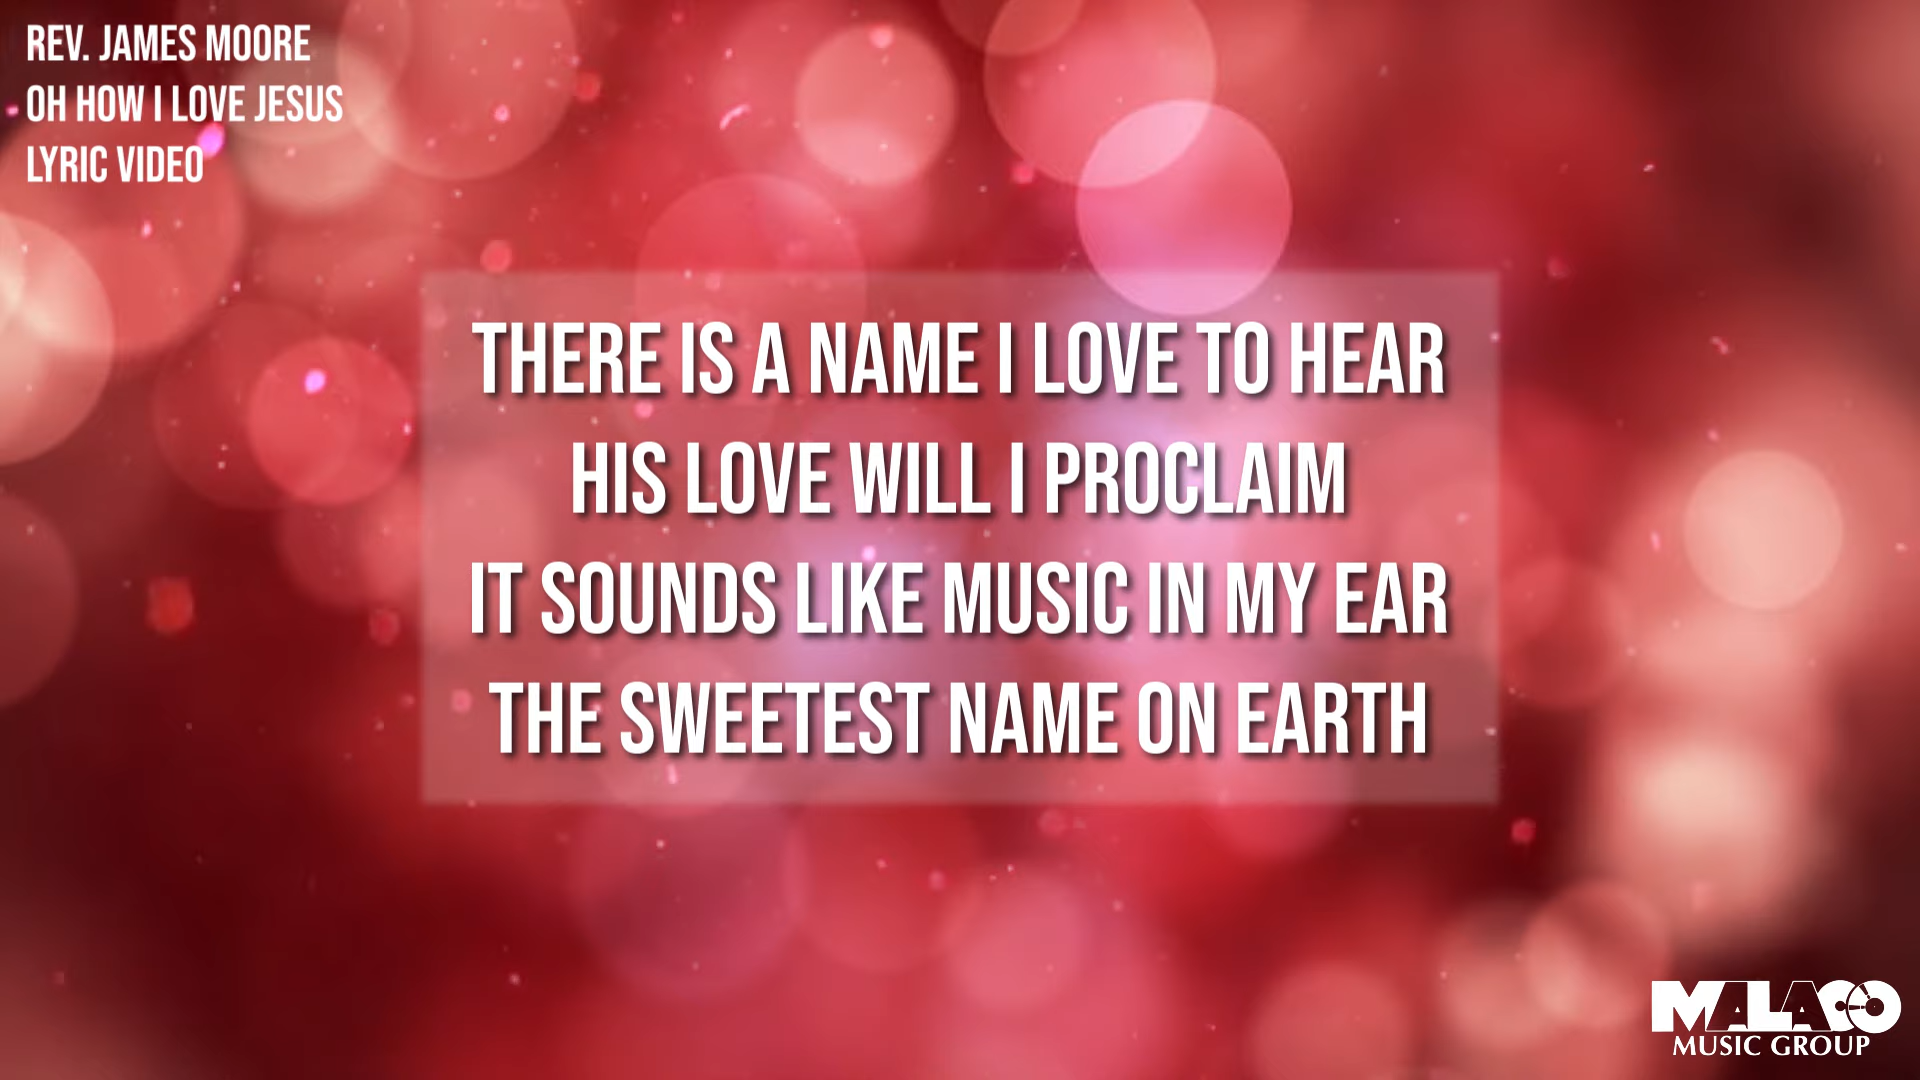 REV. JAMES MOORE
OH HOW I LOVE JESUS
LYRIC VIDEO
THERE IS A NAME I LOVE TO HEAR
HIS LOVE WILL I PROCLAIM
IT SOUNDS LIKE MUSIC IN MY EAR
THE SWEETEST NAME ON EARTH
MALACO
MUSIC GROUP